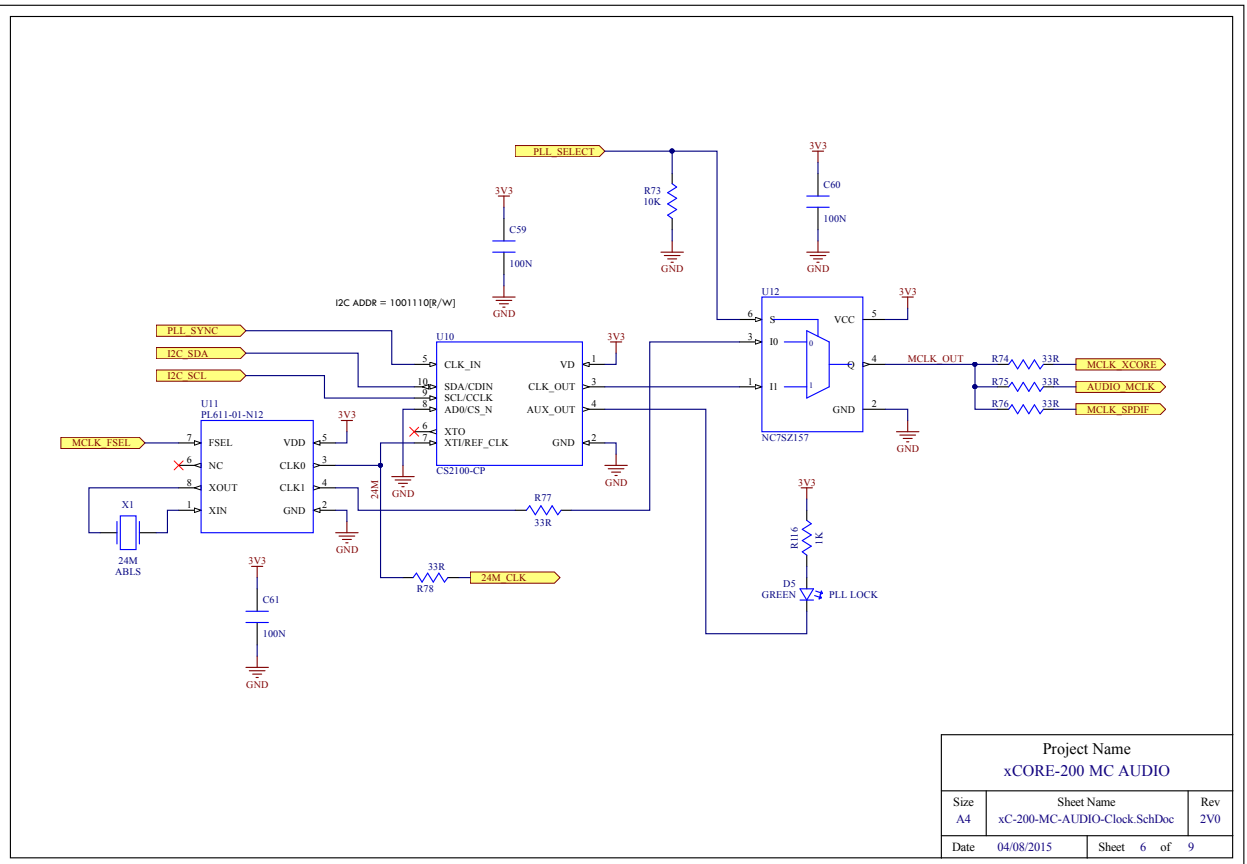 PLL_SELECT
3V3
R73
10K
GND
3V3
C60
100N
GND
3V3
C59
100N
GND
I2C ADDR = 1001110[R/W]
PLL_SYNC
I2C_SDA
I2C_SCL
U10
5 CLK_IN
10 SDA/CDIN
9 SCL/CCLK
8 AD0/CS_N
6 XTO
7 XTI/REF_CLK
VD 1
CLK_OUT 3
AUX_OUT 4
GND 2
CS2100-CP
3V3
GND
GND
U12
6 S
3 I0
1 I1
0
1
VCC 5
Q 4
GND 2
NC7SZ157
3V3
GND
MCLK_OUT
R74 33R MCLK_XCORE
R75 33R AUDIO_MCLK
R76 33R MCLK_SPDIF
U11
PL611-01-N12
MCLK_FSEL
7 FSEL
6 NC
8 XOUT
1 XIN
VDD 5
CLK0 3
CLK1 4
GND 2
3V3
GND
24M
X1
24M
ABLS
R77
33R
33R
R78
24M_CLK
3V3
C61
100N
GND
3V3
R116
1K
D5
GREEN
PLL LOCK
Project Name
xCORE-200 MC AUDIO
Size
A4
Sheet Name
xC-200-MC-AUDIO-Clock.SchDoc
Rev
2V0
Date 04/08/2015 Sheet 6 of 9